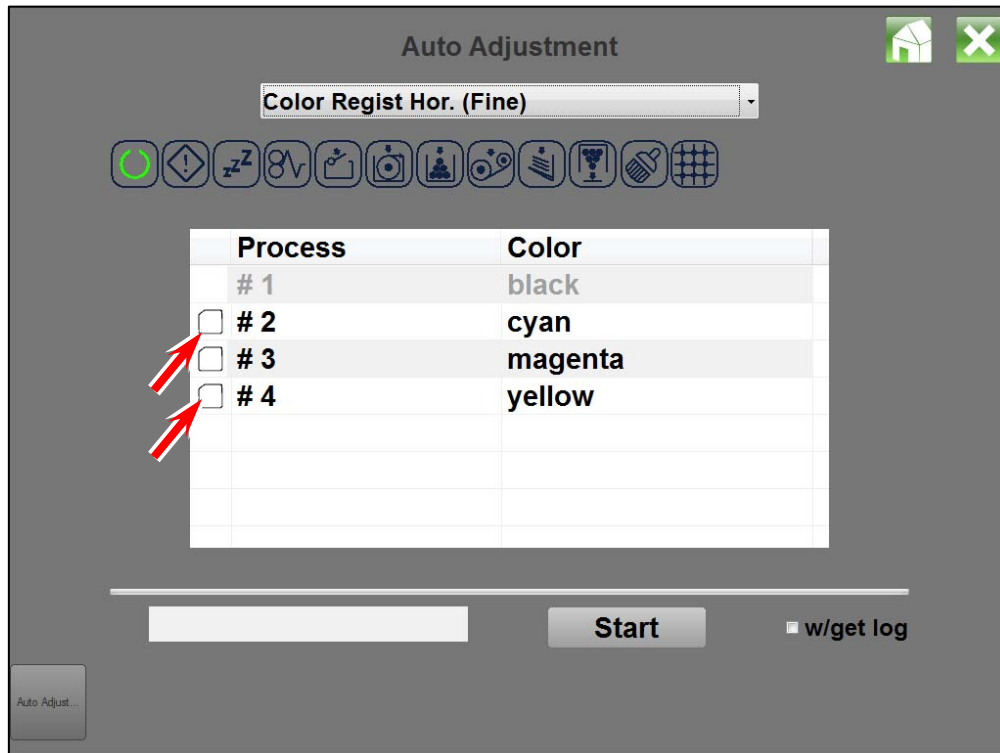 Auto Adjustment
Color Regist Hor. (Fine)
zzZ
Process Color
# 1 black
# 2 cyan
# 3 magenta
# 4 yellow
Start w/get log
Auto Adjust...